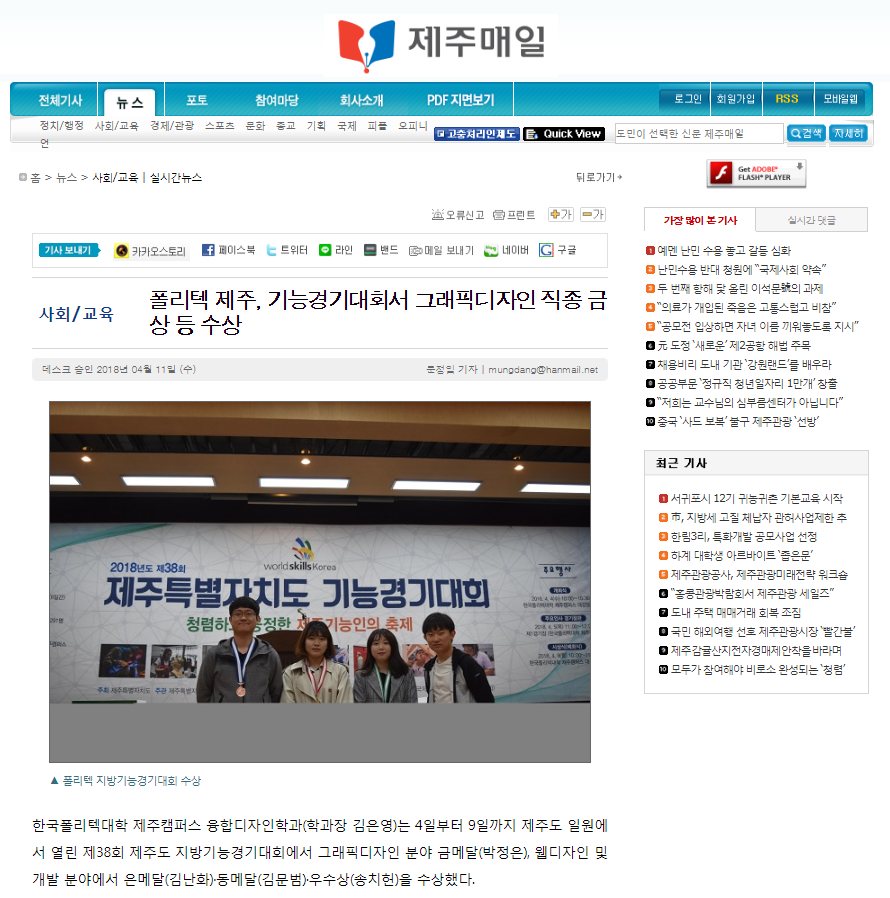 제주매일
전체기사 뉴스 포토 참여마당 회사소개 PDF 지면보기 로그인 회원가입 RSS 모바일웹
정치/행정 사회/교육 경제/관광 스포츠 문화 종교 기획 국제 피플 오피니언
고충처리인제도 Quick View 도민이 선택한 신문 제주매일 검색 자세히
홈 > 뉴스 > 사회/교육 | 실시간뉴스 뒤로가기
Get ADOBE® FLASH® PLAYER
오류신고 프린트 가 가
기사 보내기 카카오스토리 페이스북 트위터 라인 밴드 메일 보내기 네이버 구글
사회/교육
폴리텍 제주, 기능경기대회서 그래픽디자인 직종 금
상 등 수상
데스크 승인 2018년 04월 11일 (수) 문정임 기자 | mungdang@hanmail.net
worldskills Korea
2018년도 제38회
제주특별자치도 기능경기대회
제주기능인의 축제
주요행사
주최 제주특별자치도 주관
▲ 폴리텍 지방기능경기대회 수상
한국폴리텍대학 제주캠퍼스 융합디자인학과(학과장 김은영)는 4일부터 9일까지 제주도 일원에
서 열린 제38회 제주도 지방기능경기대회에서 그래픽디자인 분야 금메달(박정은), 웹디자인 및
개발 분야에서 은메달(김난화)·동메달(김문범)·우수상(송치헌)을 수상했다.
가장 많이 본 기사 실시간 댓글
1 예멘 난민 수용 놓고 갈등 심화
2 난민수용 반대 청원에 “국제사회 약속”
3 두 번째 항해 닻 올린 이석문號의 과제
4 “의료가 개입된 죽음은 고통스럽고 비참”
5 “공모전 입상하면 자녀 이름 끼워놓도록 지시”
6 元 도정 ‘새로운’ 제2공항 해법 주목
7 채용비리 도내 기관 ‘강원랜드’를 배우라
8 공공부문 ‘정규직 청년일자리 1만개’ 창출
9 “저희는 교수님의 심부름센터가 아닙니다”
10 중국 ‘사드 보복’ 불구 제주관광 ‘선방’
최근 기사
1 서귀포시 12기 귀농귀촌 기본교육 시작
2 市, 지방세 고질 체납자 관허사업제한 추
3 한림3리, 특화개발 공모사업 선정
4 하계 대학생 아르바이트 ‘좁은문’
5 제주관광공사, 제주관광미래전략 워크숍
6 “홍콩관광박람회서 제주관광 세일즈”
7 도내 주택 매매거래 회복 조짐
8 국민 해외여행 선호 제주관광시장 ‘빨간불’
9 제주감귤산지전자경매제안착을바라며
10 모두가 참여해야 비로소 완성되는 ‘청렴’